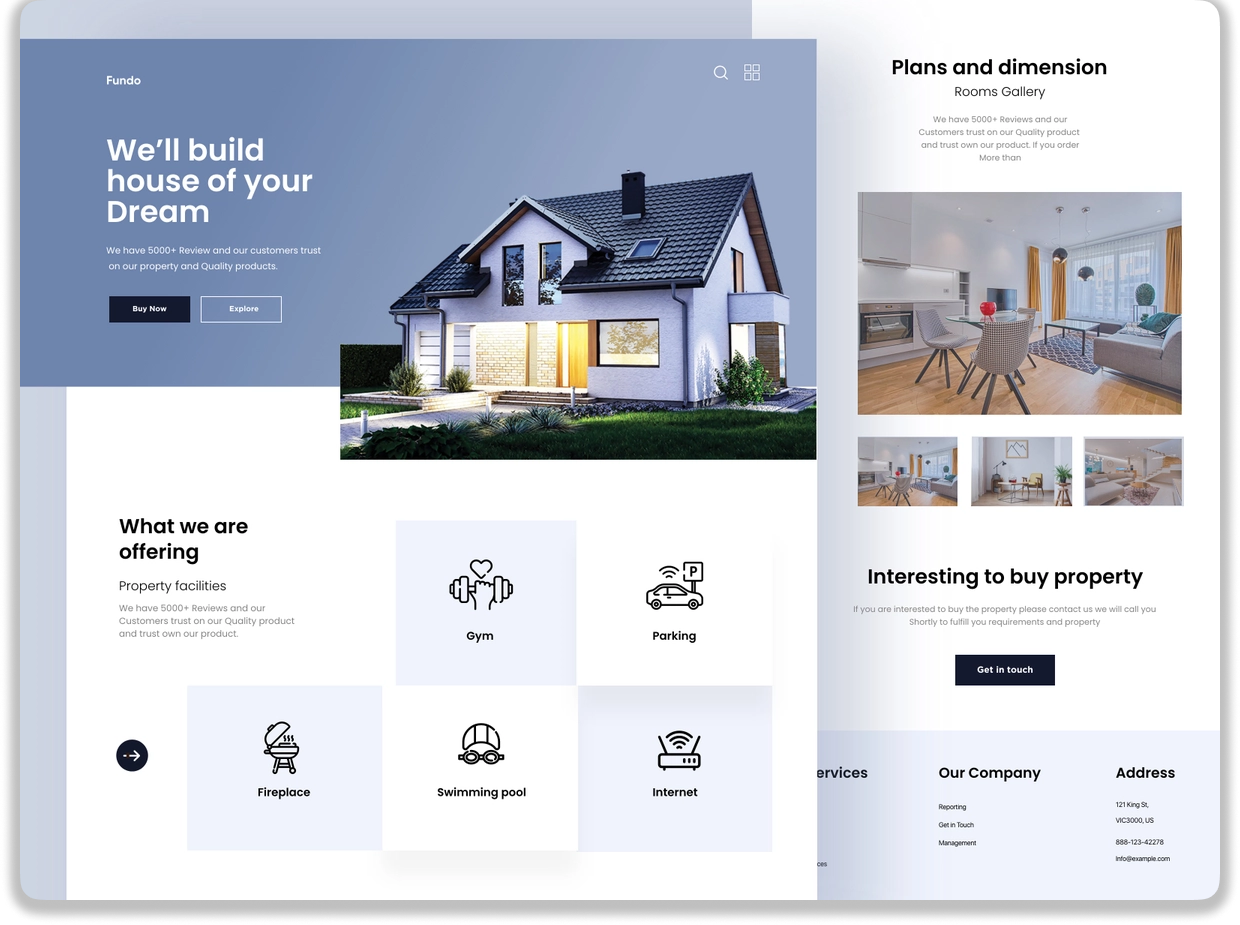 Fundo
We’ll build
house of your
Dream
We have 5000+ Review and our customers trust
on our property and Quality products.
Buy Now
Explore
What we are
offering
Property facilities
We have 5000+ Reviews and our
Customers trust on our Quality product
and trust own our product.
Gym
P
Parking
Fireplace
Swimming pool
Internet
Plans and dimension
Rooms Gallery
We have 5000+ Reviews and our
Customers trust on our Quality product
and trust own our product. If you order
More than
Interesting to buy property
If you are interested to buy the property please contact us we will call you
Shortly to fulfill you requirements and property
Get in touch
ervices
ces
Our Company
Reporting
Get in Touch
Management
Address
121 King St,
VIC3000, US
888-123-42278
Info@example.com